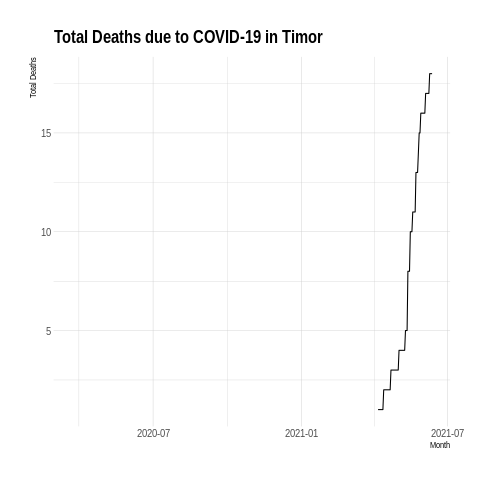 Total Deaths due to COVID-19 in Timor
Total Deaths
15
10
5
2020-07
2021-01
2021-07
Month